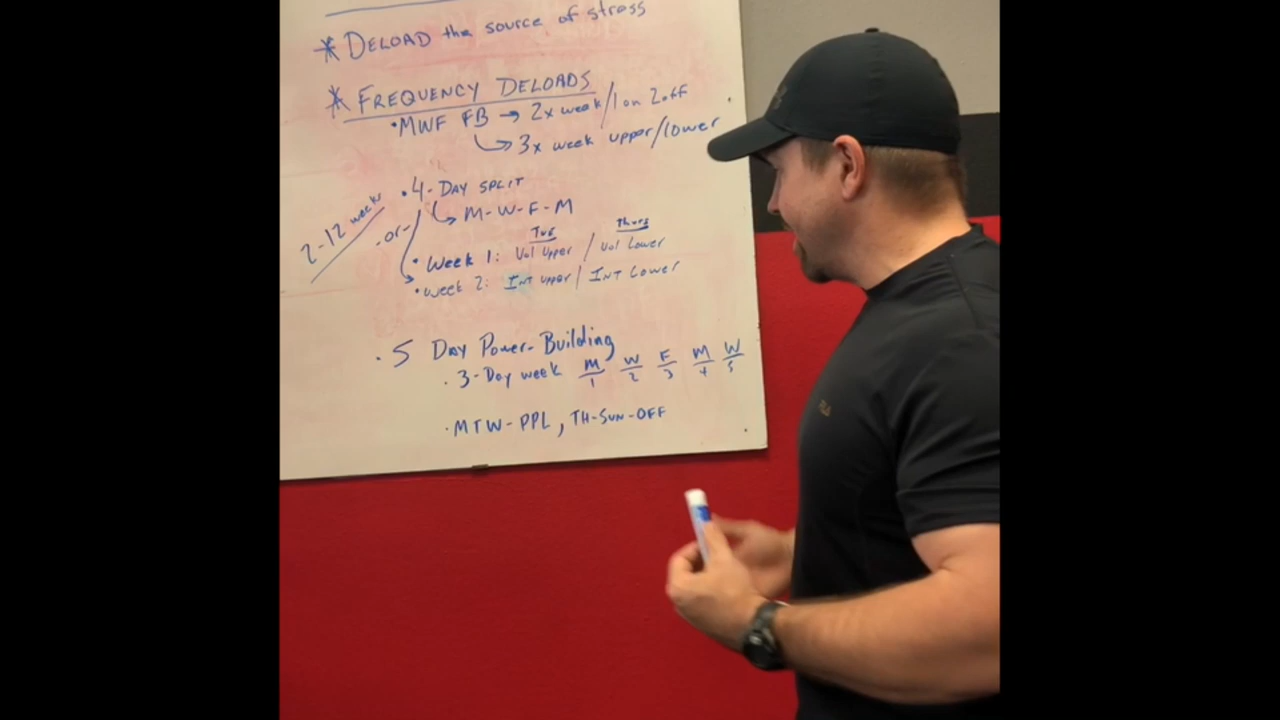 * DELOAD the source of stress
* FREQUENCY DELOADS
• MWF FB → 2x week/1 on 2 off
↳ 3x week upper/lower
2-12 weeks
• 4-DAY SPLIT
↳ M-W-F-M
-or-
Tue Thurs
• Week 1: Vol Upper / Vol Lower
• Week 2: INT Upper / INT Lower
• 5 Day Power-Building
• 3-Day week M W F M W
1 2 3 4 5
• MTW-PPL, TH-SUN-OFF
FILA